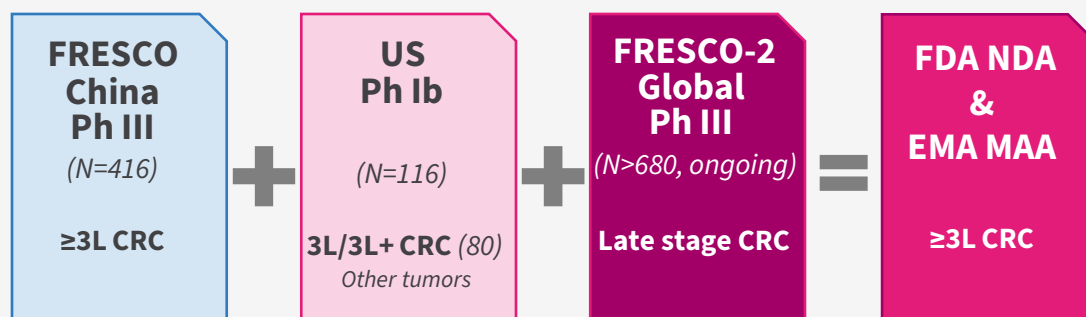 FRESCO
China
Ph III
(N=416)
≥3L CRC
+
US
Ph Ib
(N=116)
3L/3L+ CRC (80)
Other tumors
+
FRESCO-2
Global
Ph III
(N>680, ongoing)
Late stage CRC
=
FDA NDA
&
EMA MAA
≥3L CRC